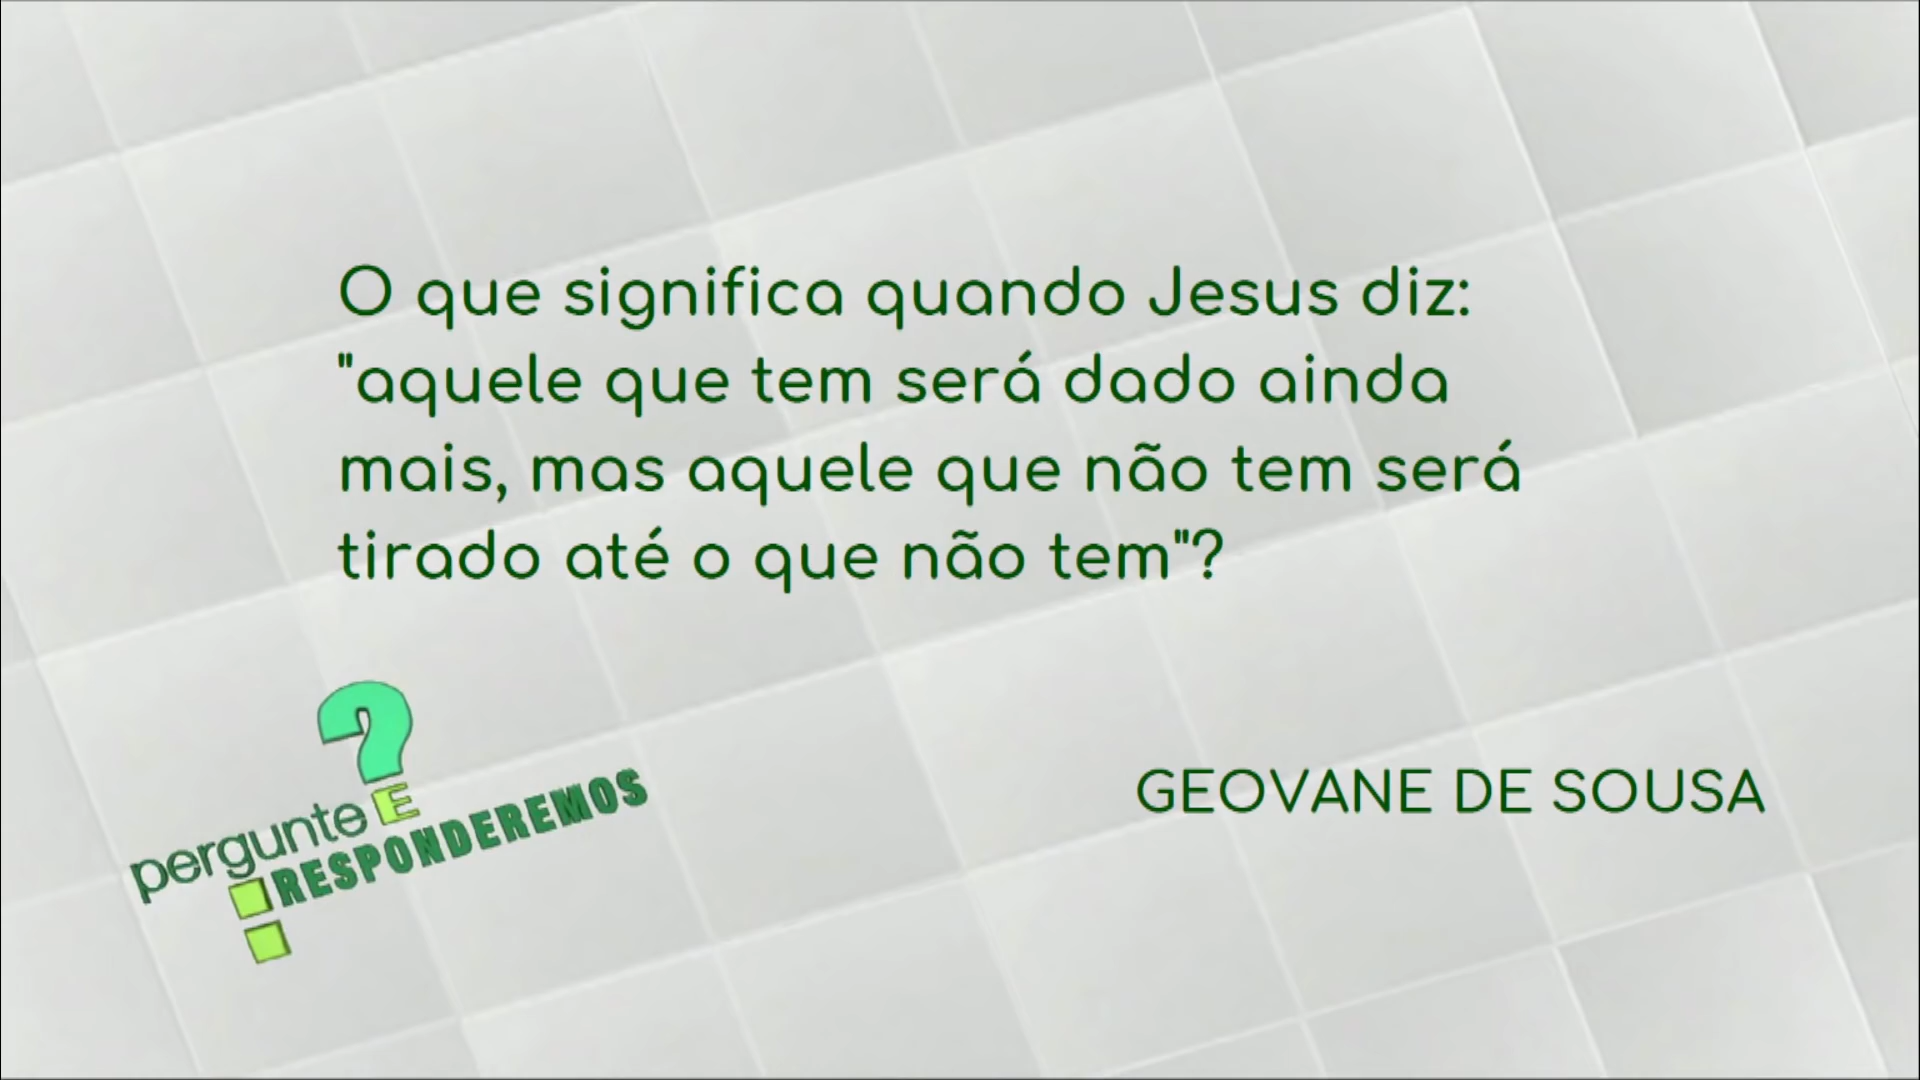 O que significa quando Jesus diz:
"aquele que tem será dado ainda
mais, mas aquele que não tem será
tirado até o que não tem"?
pergunte E
RESPONDEREMOS
GEOVANE DE SOUSA